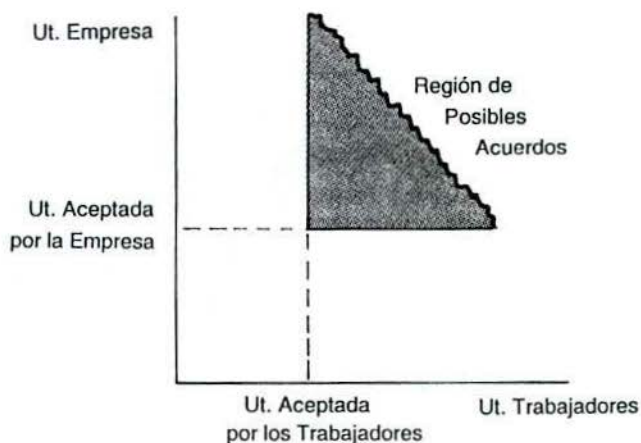 Ut. Empresa
Región de
Posibles
Acuerdos
Ut. Aceptada
por la Empresa
Ut. Aceptada
por los Trabajadores
Ut. Trabajadores